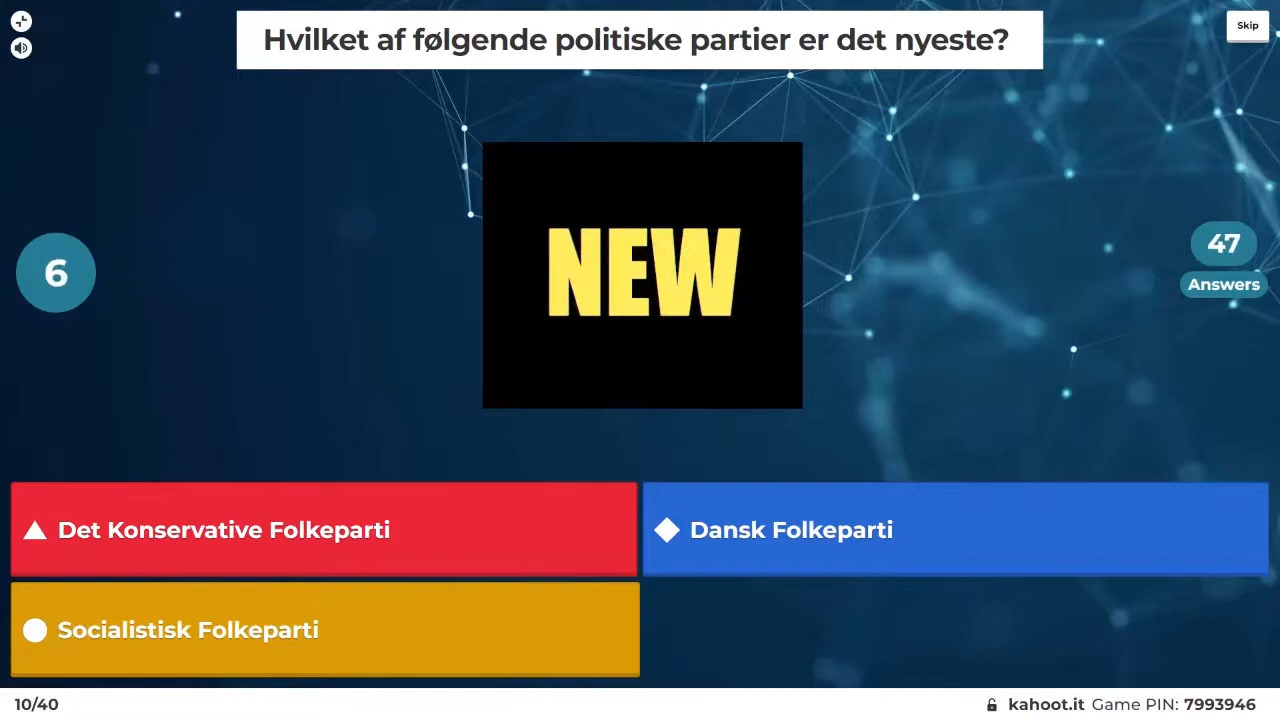 Hvilket af følgende politiske partier er det nyeste?
Skip
NEW
6
47
Answers
Det Konservative Folkeparti
Dansk Folkeparti
Socialistisk Folkeparti
10/40
kahoot.it Game PIN: 7993946